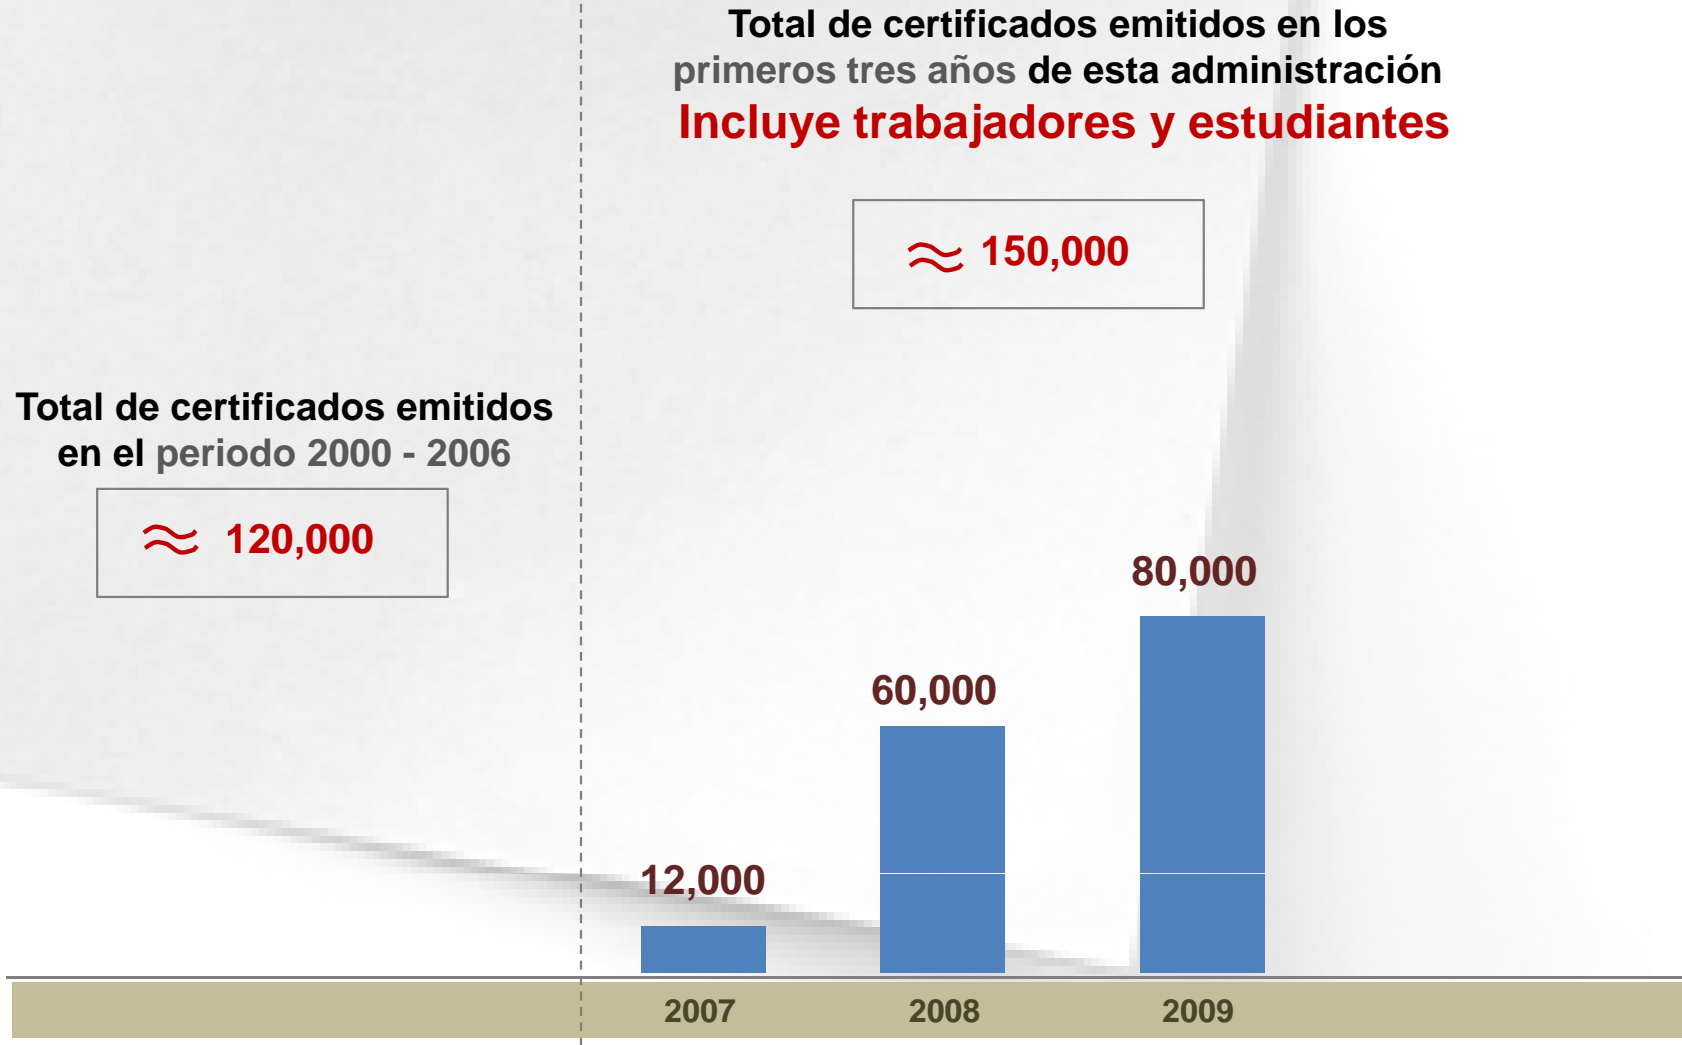 Total de certificados emitidos en los
primeros tres años de esta administración
Incluye trabajadores y estudiantes
≈ 150,000
Total de certificados emitidos
en el periodo 2000 - 2006
≈ 120,000
80,000
60,000
12,000
2007 2008 2009